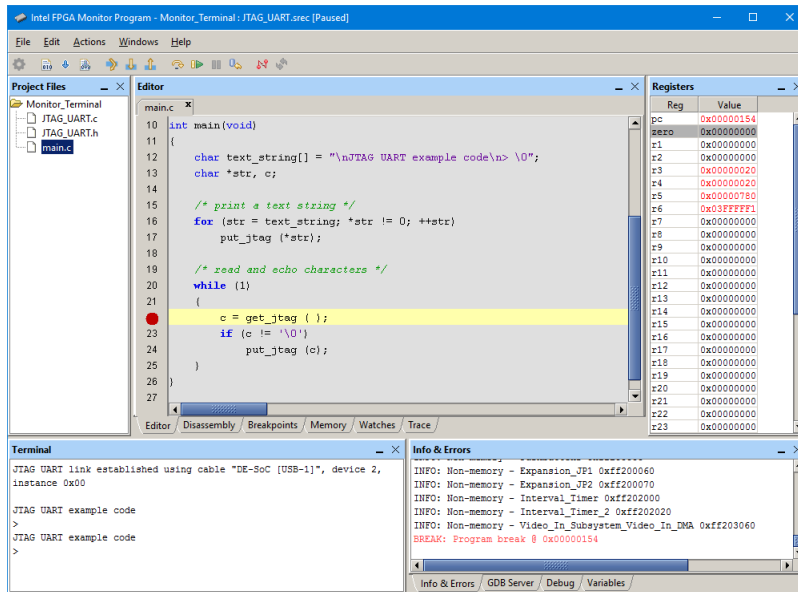 Intel FPGA Monitor Program - Monitor_Terminal : JTAG_UART.srec [Paused]
File Edit Actions Windows Help
Project Files
Monitor_Terminal
JTAG_UART.c
JTAG_UART.h
main.c
Editor
main.c
10 int main(void)
11 {
12 char text_string[] = "\nJTAG UART example code\n> \0";
13 char *str, c;
14
15 /* print a text string */
16 for (str = text_string; *str != 0; ++str)
17 put_jtag (*str);
18
19 /* read and echo characters */
20 while (1)
21 {
c = get_jtag ( );
23 if (c != '\0')
24 put_jtag (c);
25 }
26 }
27
Editor Disassembly Breakpoints Memory Watches Trace
Registers
Reg Value
pc 0x00000154
zero 0x00000000
r1 0x00000000
r2 0x00000000
r3 0x00000020
r4 0x00000020
r5 0x00000780
r6 0x03FFFFF1
r7 0x00000000
r8 0x00000000
r9 0x00000000
r10 0x00000000
r11 0x00000000
r12 0x00000000
r13 0x00000000
r14 0x00000000
r15 0x00000000
r16 0x00000000
r17 0x00000000
r18 0x00000000
r19 0x00000000
r20 0x00000000
r21 0x00000000
r22 0x00000000
r23 0x00000000
Terminal
JTAG UART link established using cable "DE-SoC [USB-1]", device 2,
instance 0x00
JTAG UART example code
>
JTAG UART example code
>
Info & Errors
INFO: Non-memory - Expansion_JP1 0xff200060
INFO: Non-memory - Expansion_JP2 0xff200070
INFO: Non-memory - Interval_Timer 0xff202000
INFO: Non-memory - Interval_Timer_2 0xff202020
INFO: Non-memory - Video_In_Subsystem_Video_In_DMA 0xff203060
BREAK: Program break @ 0x00000154
Info & Errors GDB Server Debug Variables